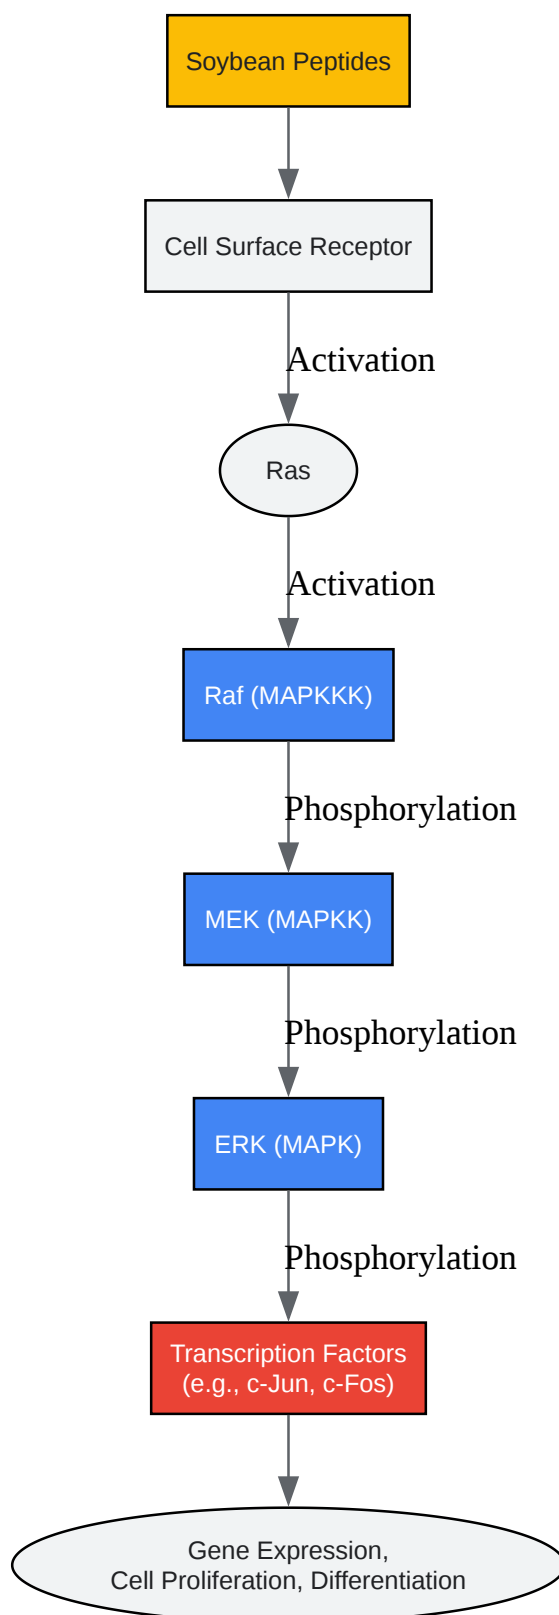 Soybean Peptides
Cell Surface Receptor
Activation
Ras
Activation
Raf (MAPKKK)
Phosphorylation
MEK (MAPKK)
Phosphorylation
ERK (MAPK)
Phosphorylation
Transcription Factors
(e.g., c-Jun, c-Fos)
Gene Expression,
Cell Proliferation, Differentiation